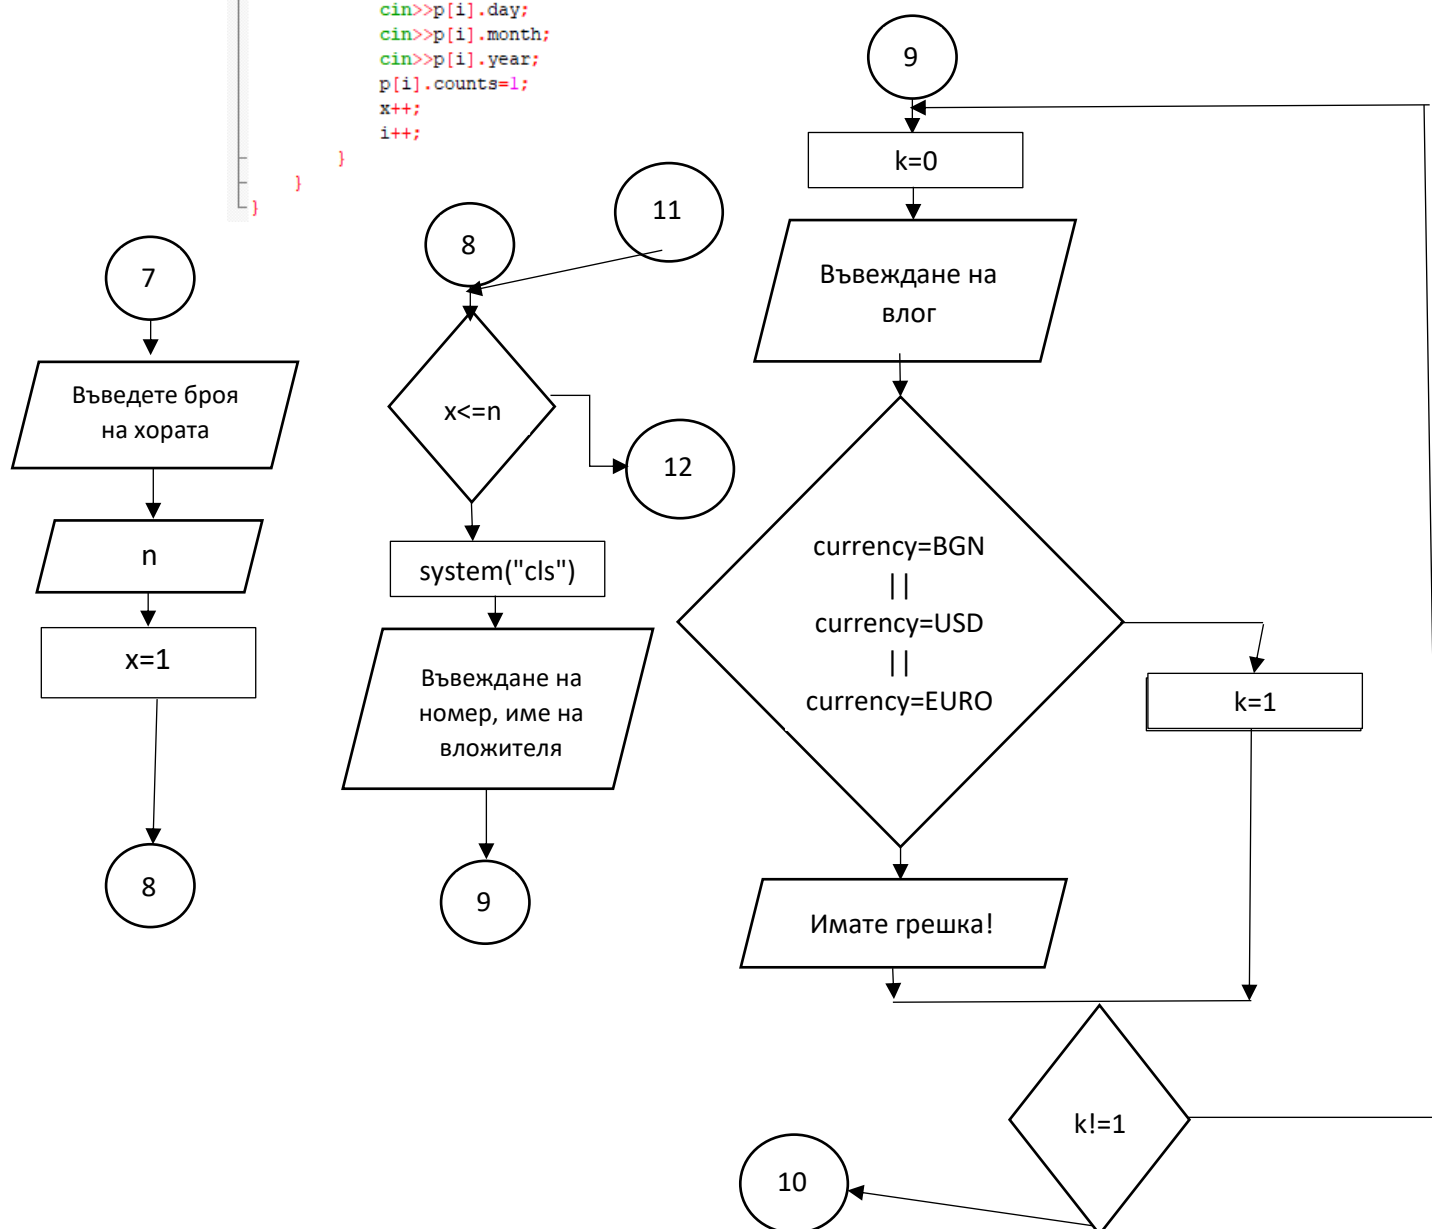 cin>>p[i].day;
cin>>p[i].month;
cin>>p[i].year;
p[i].counts=1;
x++;
i++;
}
}
}
7
Въведете броя
на хората
n
x=1
8
8
11
x<=n
12
system("cls")
Въвеждане на
номер, име на
вложителя
9
9
k=0
Въвеждане на
влог
currency=BGN
||
currency=USD
||
currency=EURO
k=1
Имате грешка!
k!=1
10